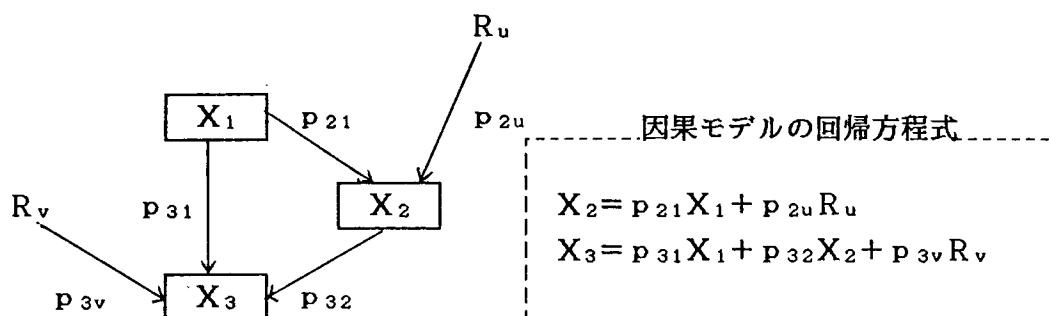 Ru
X1
p21
p2u
因果モデルの回帰方程式
Rv
p31
X2
X2=p21X1+p2uRu
X3=p31X1+p32X2+p3vRv
p3v
X3
p32